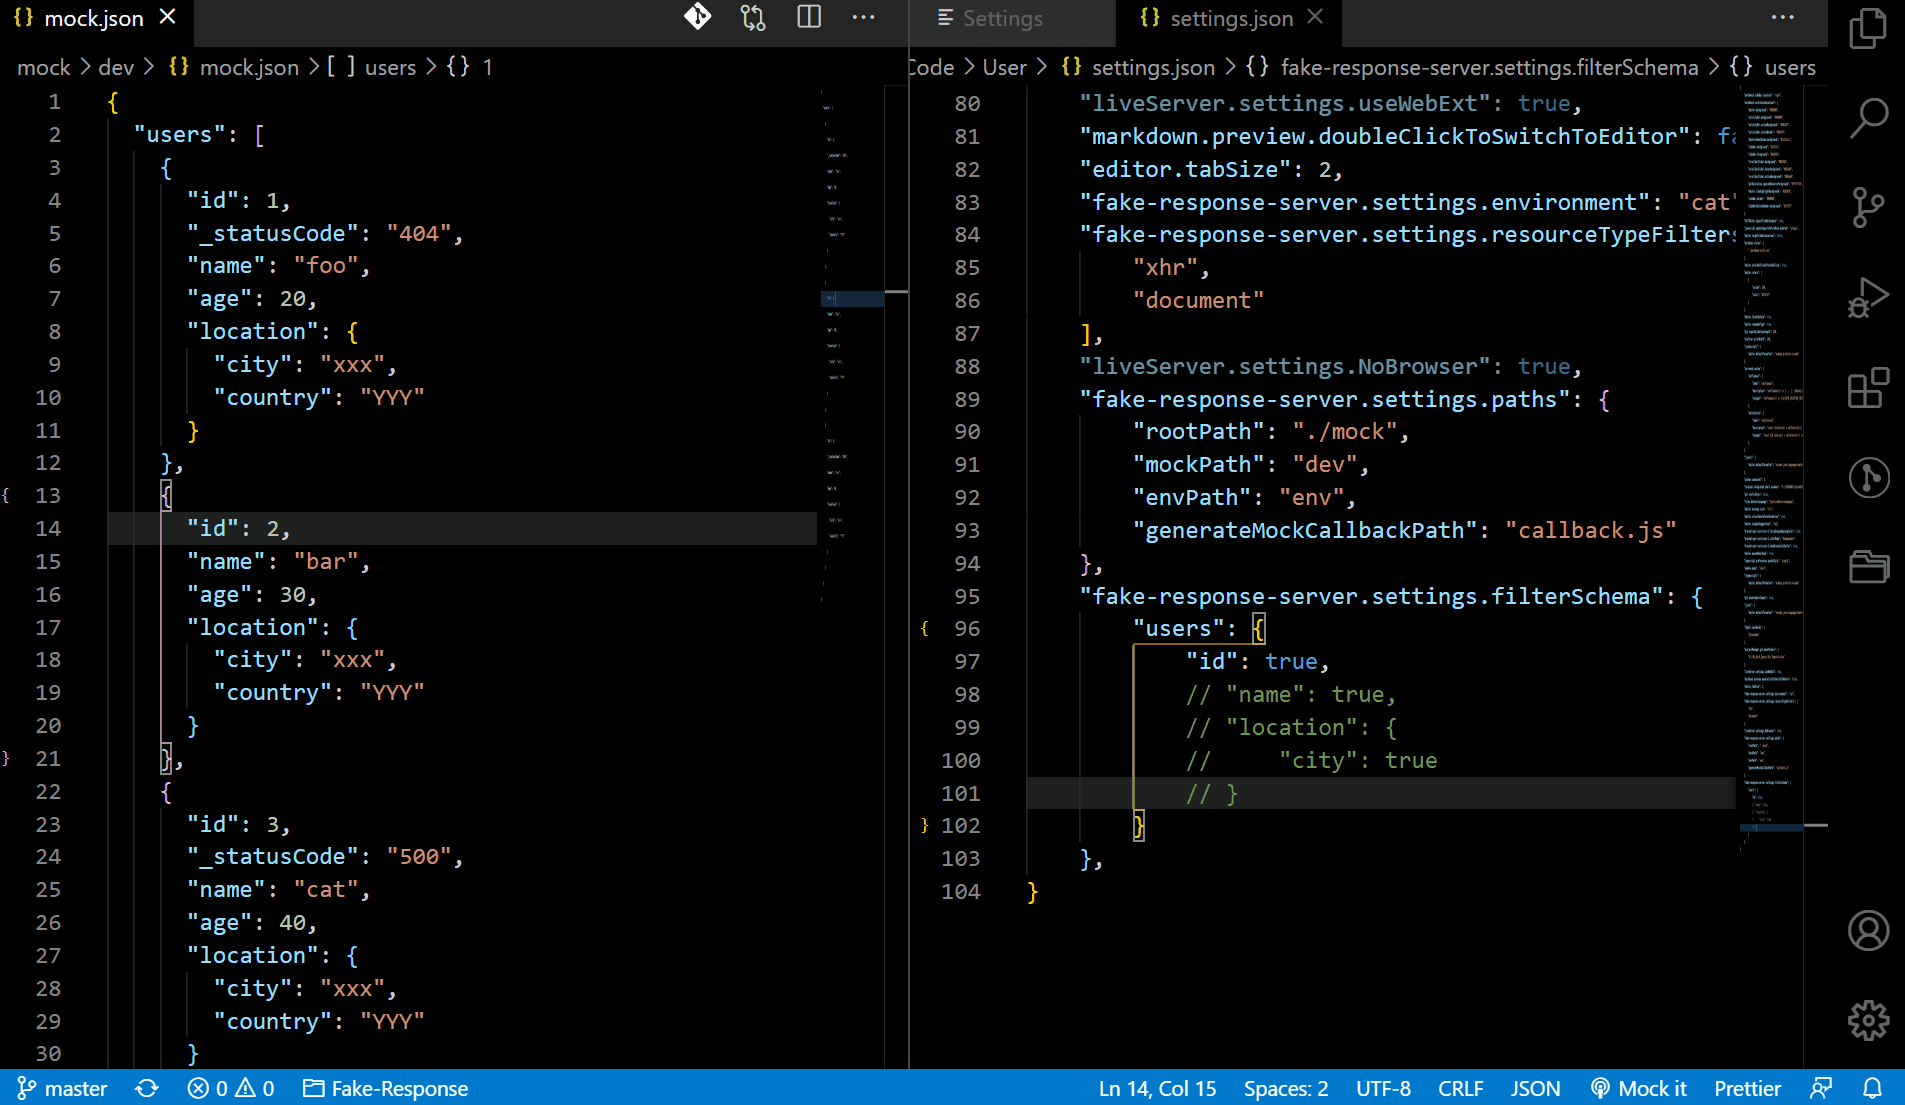 {} mock.json ×
mock > dev > {} mock.json > [ ] users > {} 1
1 {
2 "users": [
3 {
4 "id": 1,
5 "_statusCode": "404",
6 "name": "foo",
7 "age": 20,
8 "location": {
9 "city": "xxx",
10 "country": "YYY"
11 }
12 },
13 {
14 "id": 2,
15 "name": "bar",
16 "age": 30,
17 "location": {
18 "city": "xxx",
19 "country": "YYY"
20 }
21 },
22 {
23 "id": 3,
24 "_statusCode": "500",
25 "name": "cat",
26 "age": 40,
27 "location": {
28 "city": "xxx",
29 "country": "YYY"
30 }
Settings
{} settings.json ×
Code > User > {} settings.json > {} fake-response-server.settings.filterSchema > {} users
80 "liveServer.settings.useWebExt": true,
81 "markdown.preview.doubleClickToSwitchToEditor": fa
82 "editor.tabSize": 2,
83 "fake-response-server.settings.environment": "cat"
84 "fake-response-server.settings.resourceTypeFilters
85 "xhr",
86 "document"
87 ],
88 "liveServer.settings.NoBrowser": true,
89 "fake-response-server.settings.paths": {
90 "rootPath": "./mock",
91 "mockPath": "dev",
92 "envPath": "env",
93 "generateMockCallbackPath": "callback.js"
94 },
95 "fake-response-server.settings.filterSchema": {
96 "users": {
97 "id": true,
98 // "name": true,
99 // "location": {
100 // "city": true
101 // }
102 }
103 },
104 }
master 0 0 Fake-Response Ln 14, Col 15 Spaces: 2 UTF-8 CRLF JSON Mock it Prettier